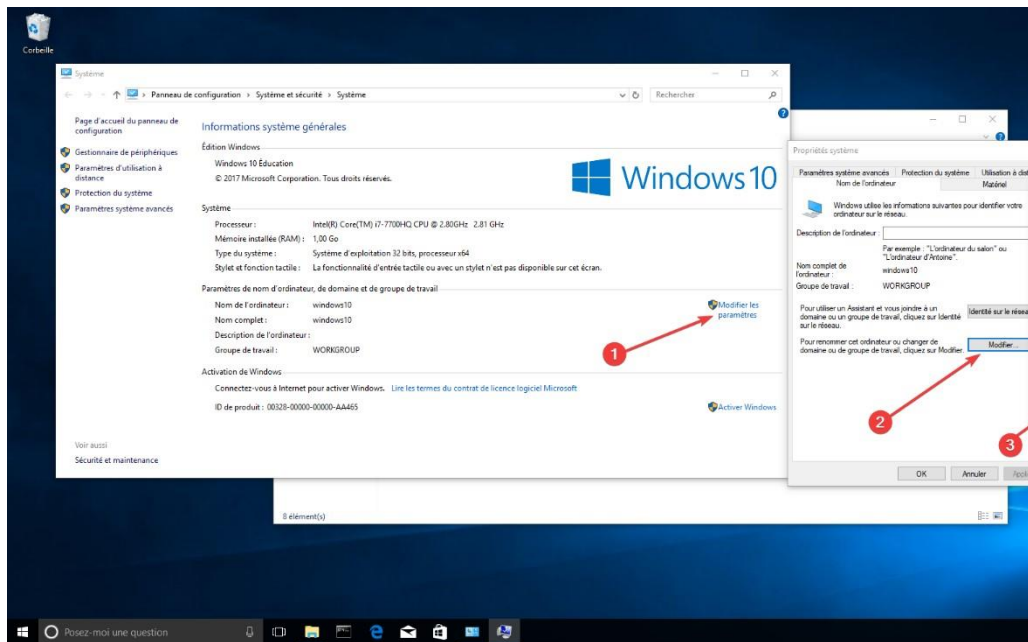 Corbeille
Système
Panneau de configuration > Système et sécurité > Système
Rechercher
Page d'accueil du panneau de
configuration
Gestionnaire de périphériques
Paramètres d'utilisation à
distance
Protection du système
Paramètres système avancés
Voir aussi
Sécurité et maintenance
Informations système générales
Édition Windows
Windows 10 Éducation
© 2017 Microsoft Corporation. Tous droits réservés.
Windows 10
Système
Processeur : Intel(R) Core(TM) i7-7700HQ CPU @ 2.80GHz 2.81 GHz
Mémoire installée (RAM) : 1,00 Go
Type du système : Système d'exploitation 32 bits, processeur x64
Stylet et fonction tactile : La fonctionnalité d'entrée tactile ou avec un stylet n'est pas disponible sur cet écran.
Paramètres de nom d'ordinateur, de domaine et de groupe de travail
Nom de l'ordinateur : windows10
Nom complet : windows10
Description de l'ordinateur :
Groupe de travail : WORKGROUP
Modifier les
paramètres
1
Activation de Windows
Connectez-vous à Internet pour activer Windows. Lire les termes du contrat de licence logiciel Microsoft
ID de produit : 00328-00000-00000-AA465
Activer Windows
8 élément(s)
Propriétés système
Paramètres système avancés Protection du système Utilisation à dist
Nom de l'ordinateur Matériel
Windows utilise les informations suivantes pour identifier votre
ordinateur sur le réseau.
Description de l'ordinateur :
Par exemple : "L'ordinateur du salon" ou
"L'ordinateur d'Antoine".
Nom complet de
l'ordinateur : windows10
Groupe de travail : WORKGROUP
Pour utiliser un Assistant et vous joindre à un
domaine ou un groupe de travail, cliquez sur Identité
sur le réseau.
Identité sur le résea
Pour renommer cet ordinateur ou changer de
domaine ou de groupe de travail, cliquez sur Modifier.
Modifier...
2
3
OK Annuler Appli
Posez-moi une question